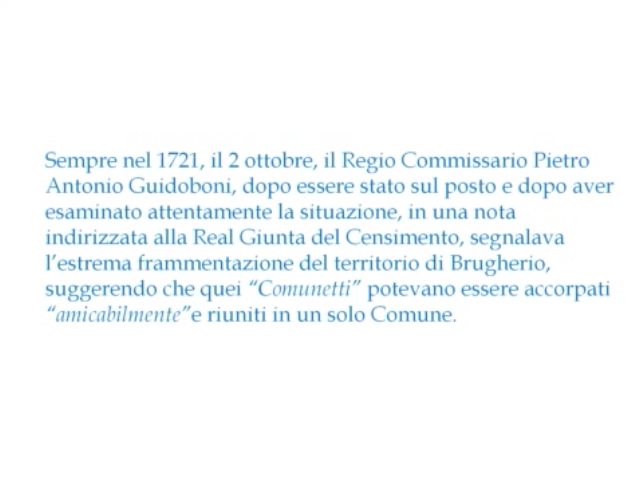 Sempre nel 1721, il 2 ottobre, il Regio Commissario Pietro
Antonio Guidoboni, dopo essere stato sul posto e dopo aver
esaminato attentamente la situazione, in una nota
indirizzata alla Real Giunta del Censimento, segnalava
l’estrema frammentazione del territorio di Brugherio,
suggerendo che quei “Comunetti” potevano essere accorpati
“amicabilmente”e riuniti in un solo Comune.